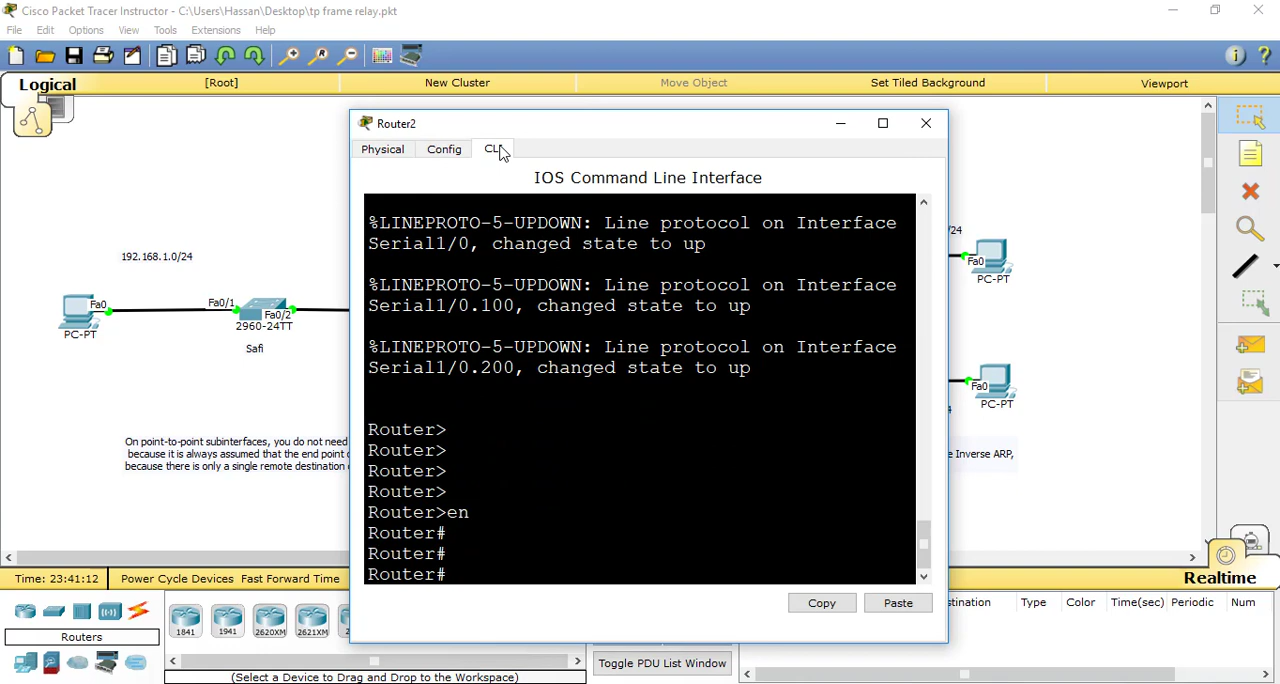 Cisco Packet Tracer Instructor - C:\Users\Hassan\Desktop\tp frame relay.pkt
File Edit Options View Tools Extensions Help
Logical [Root] New Cluster Move Object Set Tiled Background Viewport
Router2
Physical Config CLI
IOS Command Line Interface
%LINEPROTO-5-UPDOWN: Line protocol on Interface
Serial1/0, changed state to up
%LINEPROTO-5-UPDOWN: Line protocol on Interface
Serial1/0.100, changed state to up
%LINEPROTO-5-UPDOWN: Line protocol on Interface
Serial1/0.200, changed state to up
Router>
Router>
Router>
Router>
Router>en
Router#
Router#
Router#
Copy Paste
192.168.1.0/24
Fa0 Fa0/1
Fa0/2
PC-PT
2960-24TT
Safi
On point-to-point subinterfaces, you do not need
because it is always assumed that the end point
because there is only a single remote destination
/24
Fa0
PC-PT
Fa0
PC-PT
e Inverse ARP,
Time: 23:41:12 Power Cycle Devices Fast Forward Time Realtime
Routers
1841 1941 2620XM 2621XM
(Select a Device to Drag and Drop to the Workspace)
Toggle PDU List Window
stination Type Color Time(sec) Periodic Num